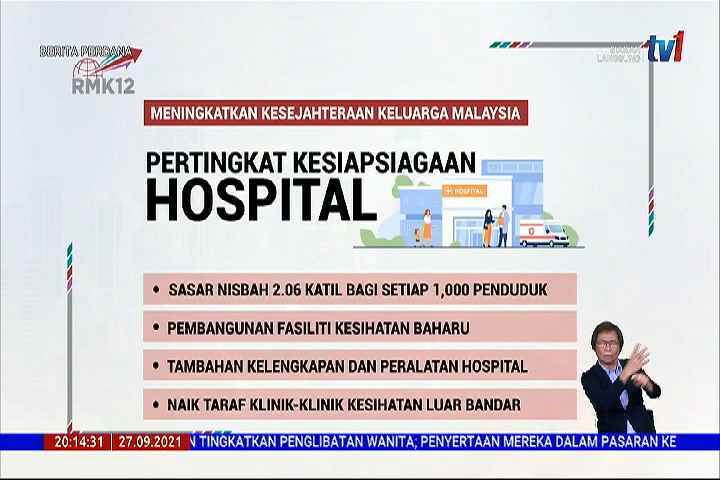 BERITA PERDANA
RMK12
SIARAN
LANGSUNG
tv1
MENINGKATKAN KESEJAHTERAAN KELUARGA MALAYSIA
PERTINGKAT KESIAPSIAGAAN
HOSPITAL
HOSPITAL
• SASAR NISBAH 2.06 KATIL BAGI SETIAP 1,000 PENDUDUK
• PEMBANGUNAN FASILITI KESIHATAN BAHARU
• TAMBAHAN KELENGKAPAN DAN PERALATAN HOSPITAL
• NAIK TARAF KLINIK-KLINIK KESIHATAN LUAR BANDAR
20:14:31 27.09.2021 N TINGKATKAN PENGLIBATAN WANITA; PENYERTAAN MEREKA DALAM PASARAN KE